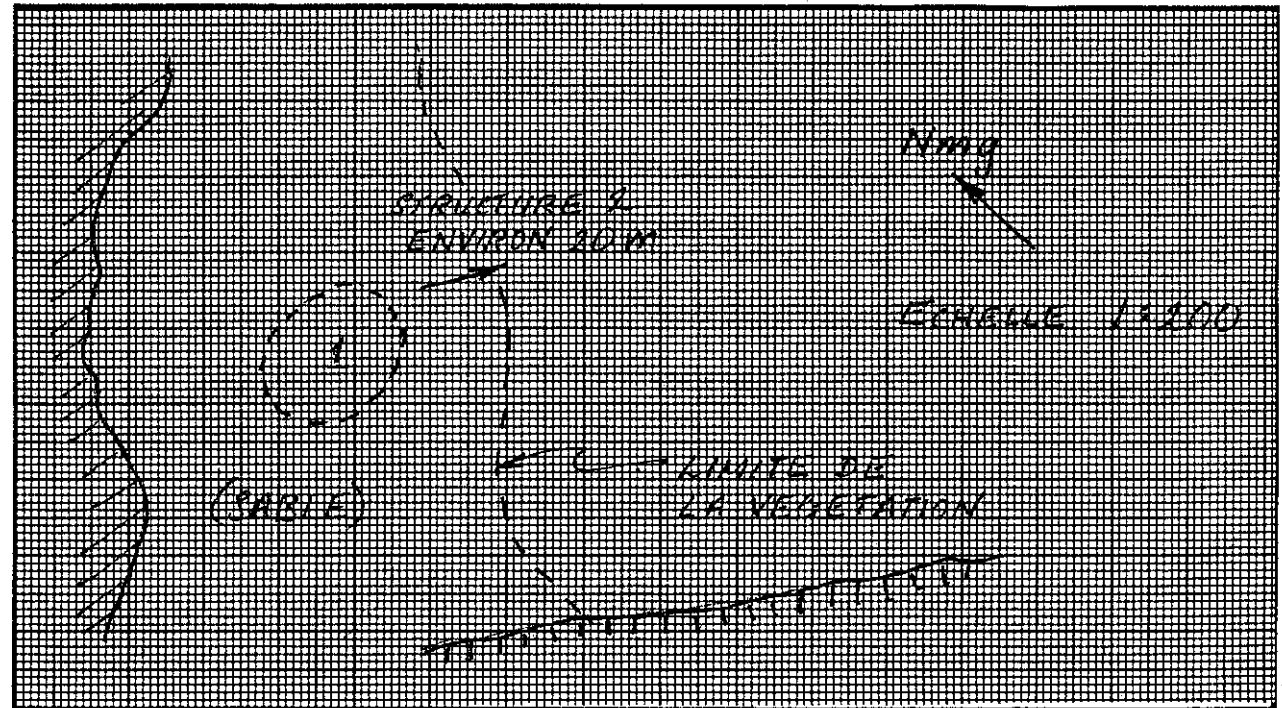 Nmg
STRUCTURE 2
ENVIRON 20 M
ECHELLE 1:200
1
LIMITE DE
LA VEGETATION
(SABLE)